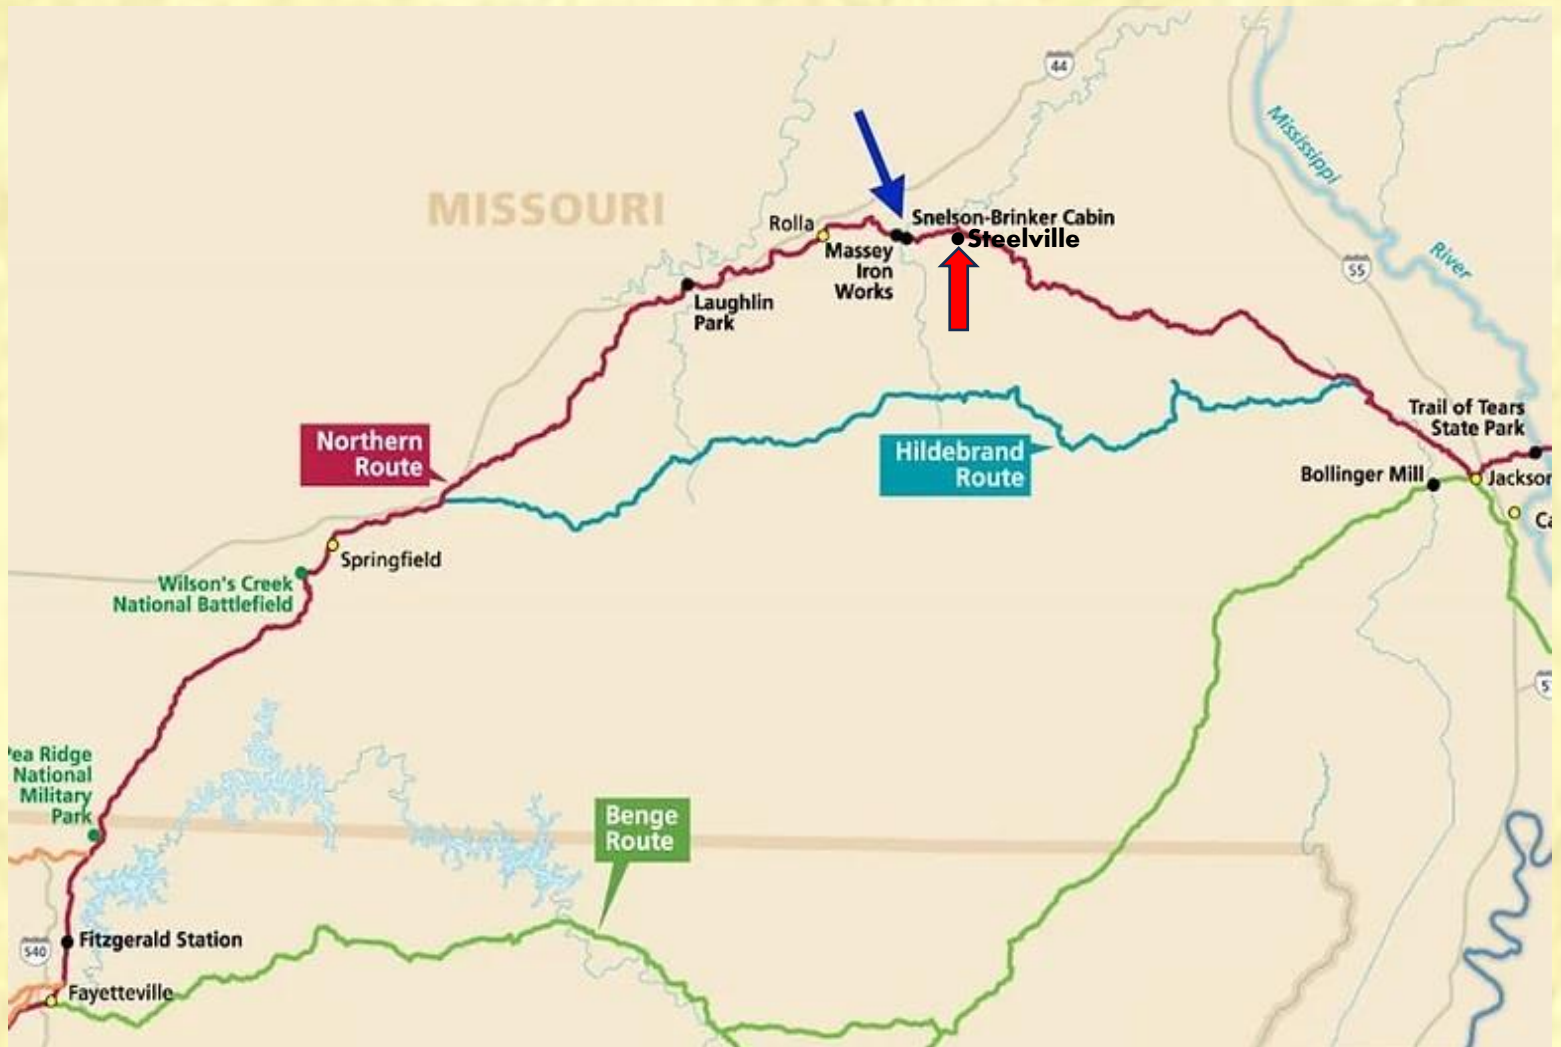 44
Mississippi
MISSOURI
Rolla
Snelson-Brinker Cabin
Steelville
Massey
Iron
Works
River
55
Laughlin
Park
Trail of Tears
State Park
Northern
Route
Hildebrand
Route
Bollinger Mill
Jackson
Springfield
Wilson's Creek
National Battlefield
Pea Ridge
National
Military
Park
Benge
Route
540
Fitzgerald Station
Fayetteville